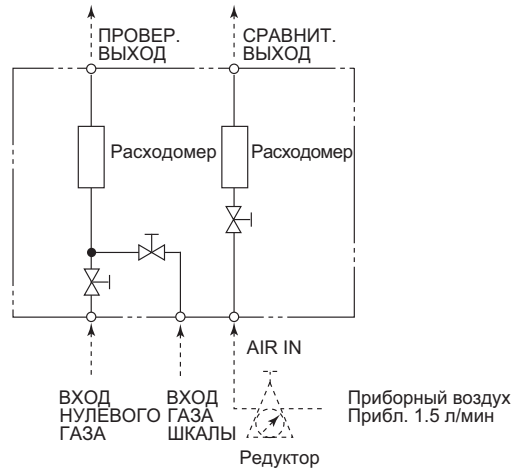 ПРОВЕР.
ВЫХОД
СРАВНИТ.
ВЫХОД
Расходомер
Расходомер
AIR IN
ВХОД
НУЛЕВОГО
ГАЗА
ВХОД
ГАЗА
ШКАЛЫ
Приборный воздух
Прибл. 1.5 л/мин
Редуктор